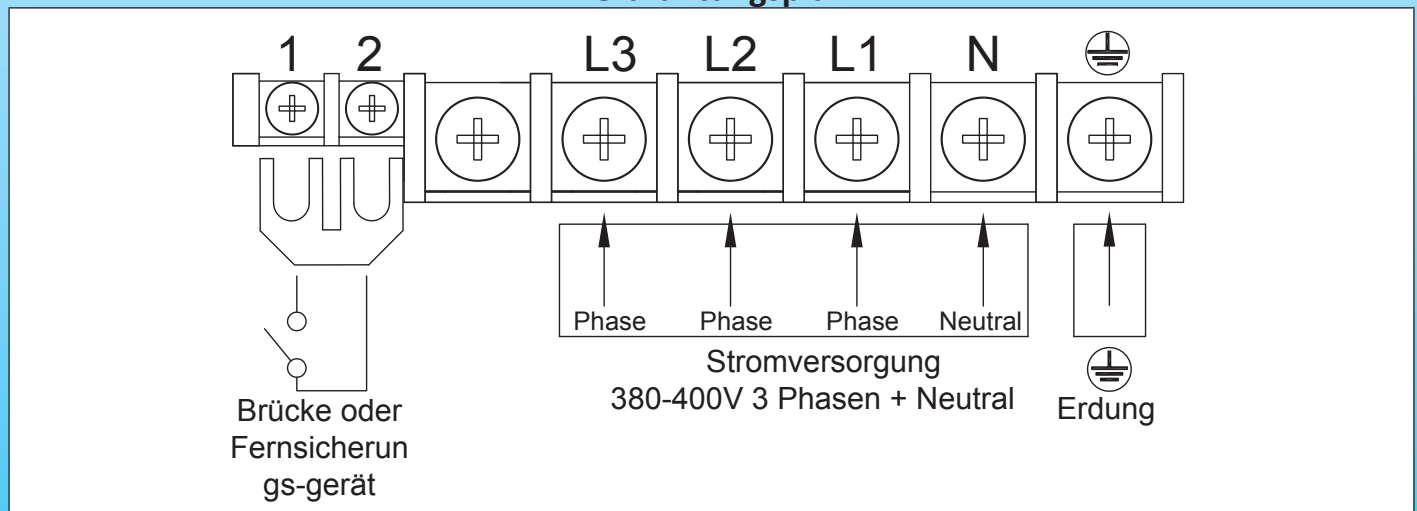 1 2 L3 L2 L1 N
Phase Phase Phase Neutral
Stromversorgung
380-400V 3 Phasen + Neutral
Erdung
Brücke oder
Fernsicherun
gs-gerät